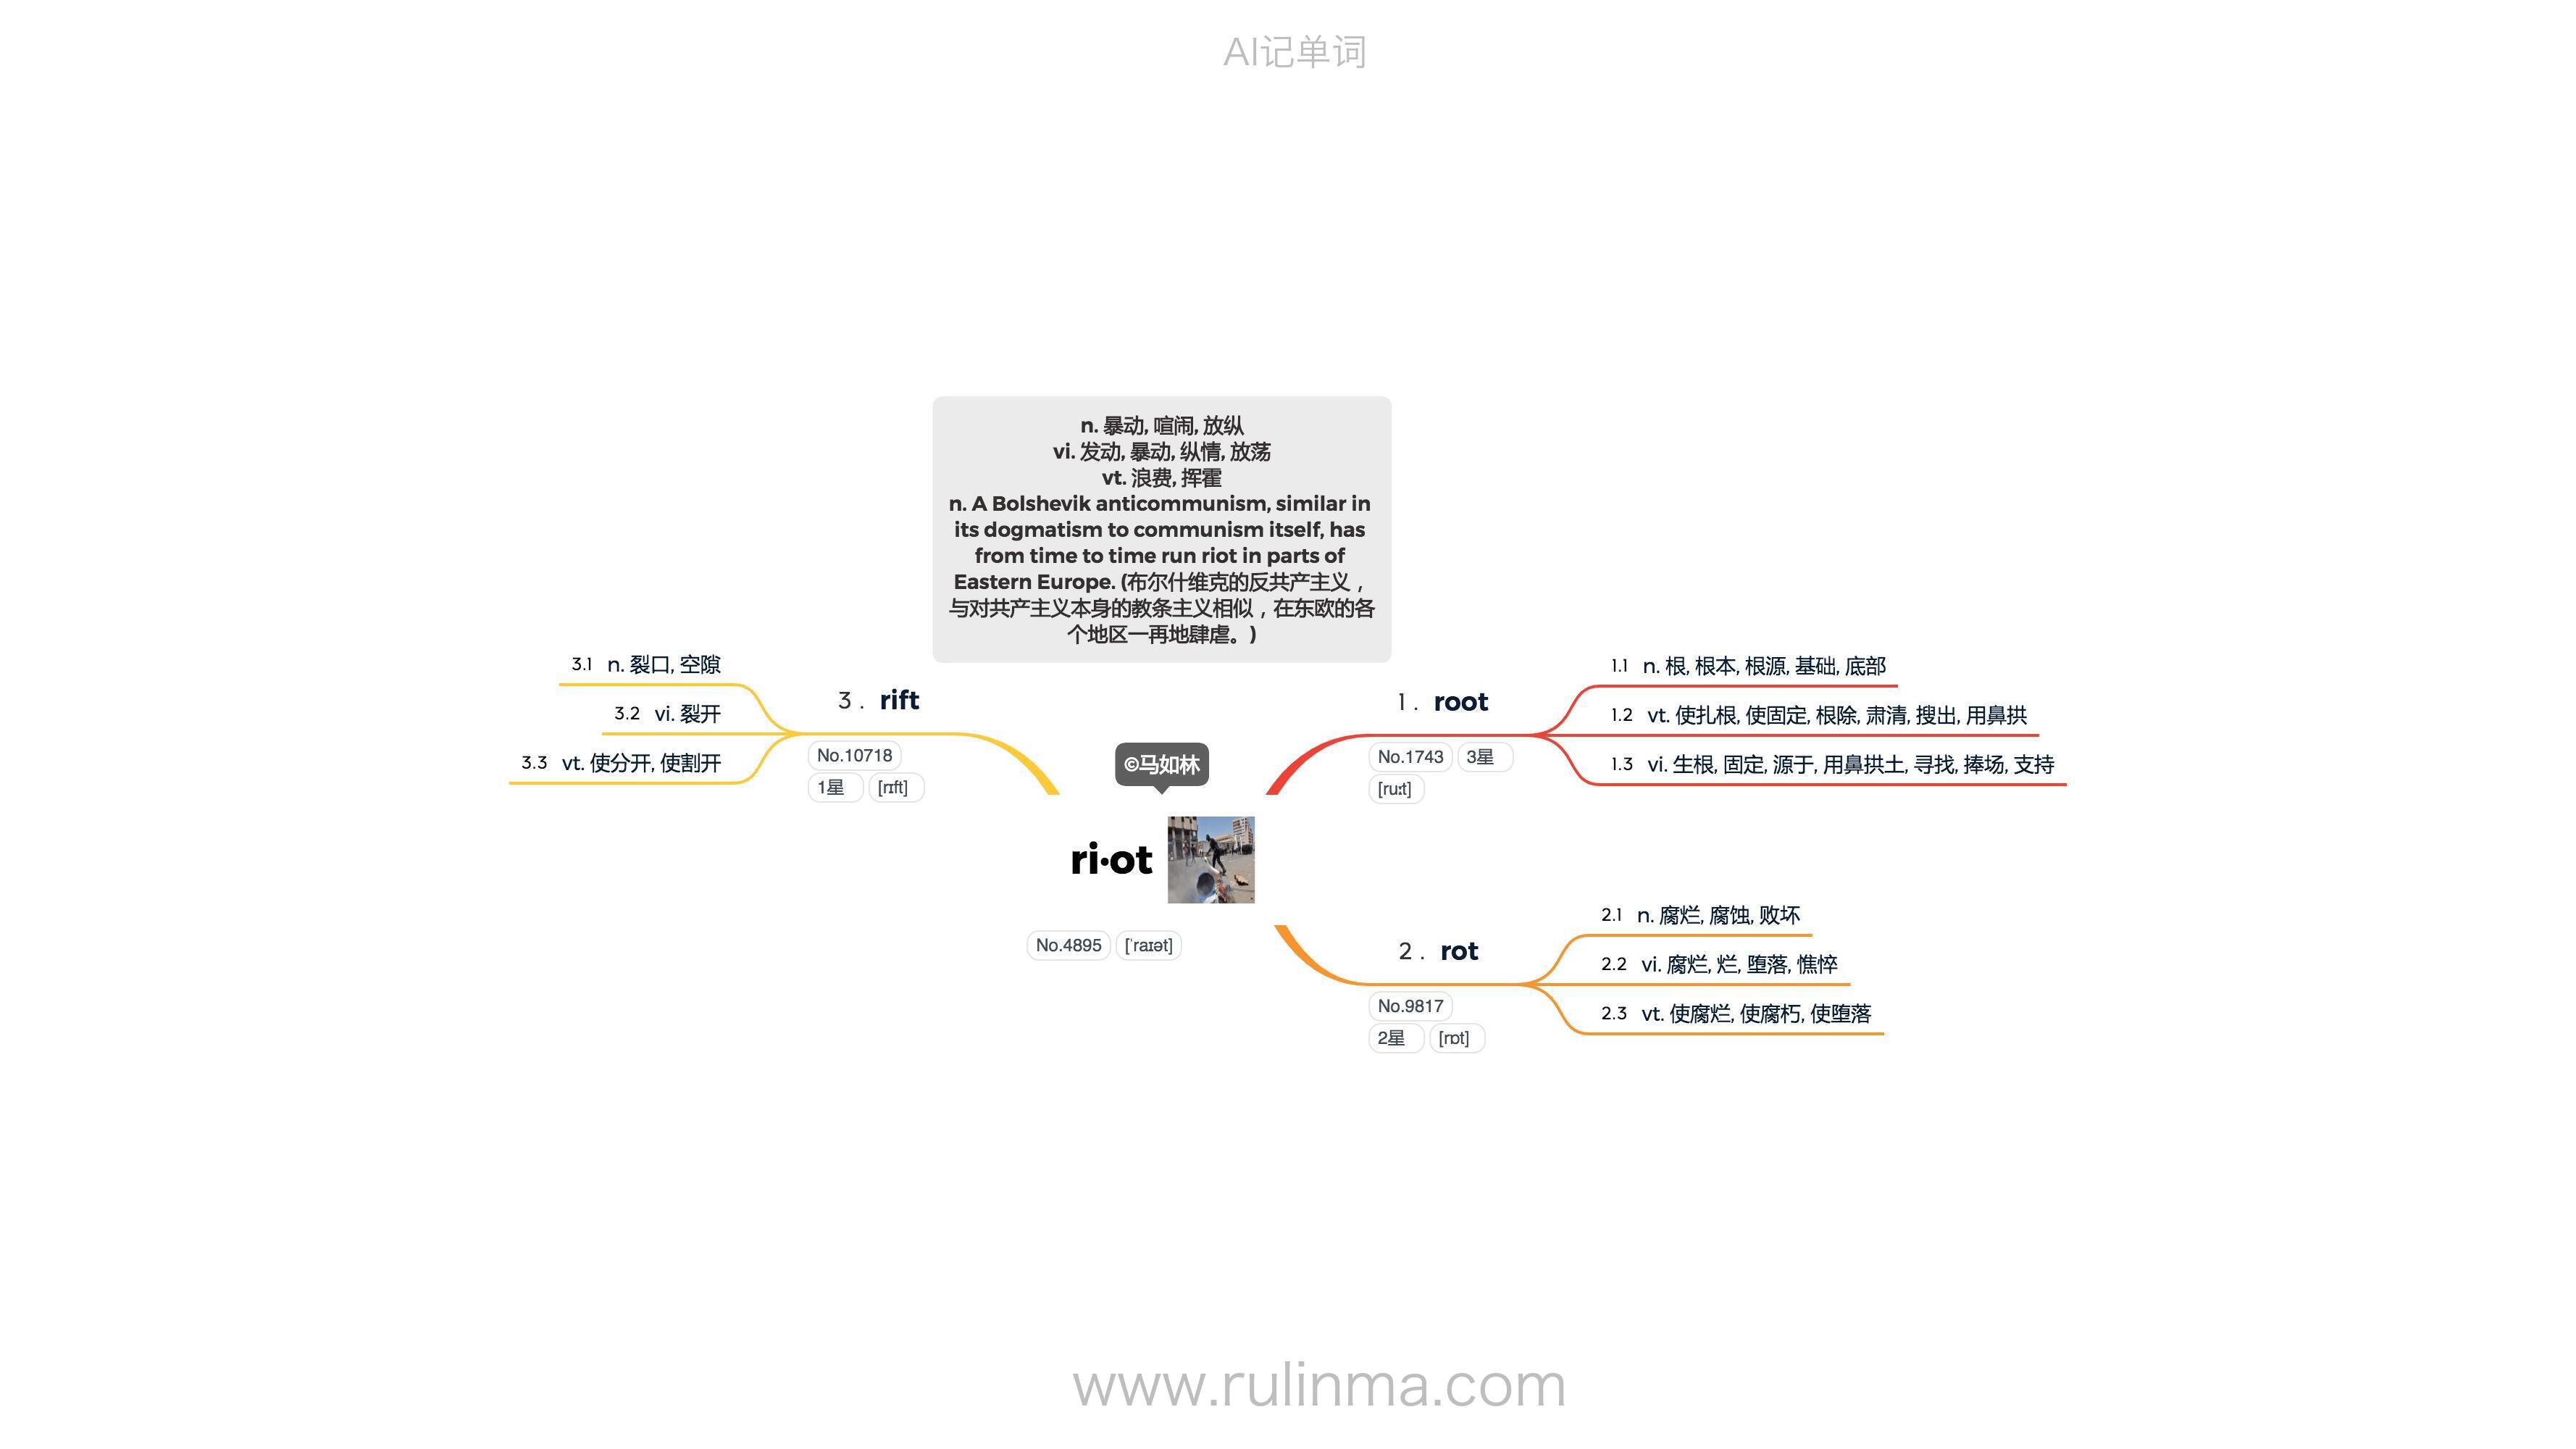 AI记单词
n. 暴动, 喧闹, 放纵
vi. 发动, 暴动, 纵情, 放荡
vt. 浪费, 挥霍
n. A Bolshevik anticommunism, similar in
its dogmatism to communism itself, has
from time to time run riot in parts of
Eastern Europe. (布尔什维克的反共产主义，
与对共产主义本身的教条主义相似，在东欧的各
个地区一再地肆虐。)
©马如林
ri·ot
No.4895 [ˈraɪət]
1. root
No.1743 3星
[ruːt]
1.1 n. 根, 根本, 根源, 基础, 底部
1.2 vt. 使扎根, 使固定, 根除, 肃清, 搜出, 用鼻拱
1.3 vi. 生根, 固定, 源于, 用鼻拱土, 寻找, 捧场, 支持
2. rot
No.9817
2星 [rɒt]
2.1 n. 腐烂, 腐蚀, 败坏
2.2 vi. 腐烂, 烂, 堕落, 憔悴
2.3 vt. 使腐烂, 使腐朽, 使堕落
3. rift
No.10718
1星 [rɪft]
3.1 n. 裂口, 空隙
3.2 vi. 裂开
3.3 vt. 使分开, 使割开
www.rulinma.com